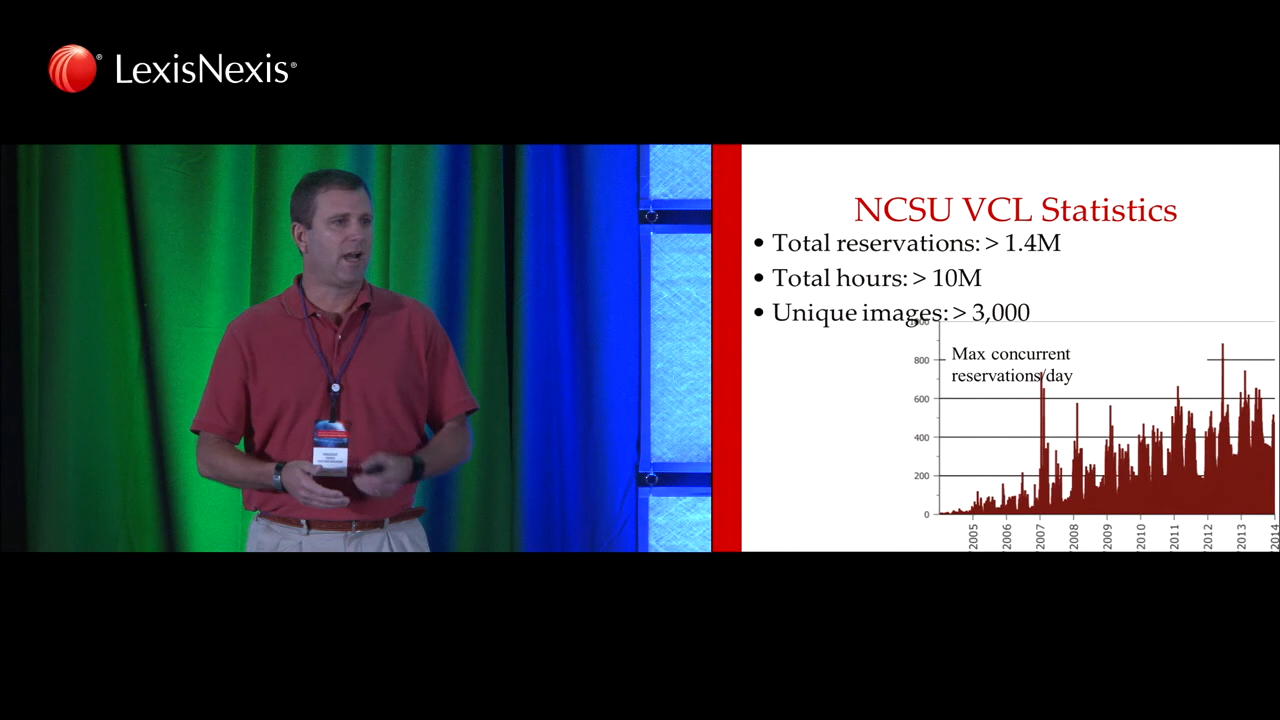 LexisNexis®
NCSU VCL Statistics
• Total reservations: > 1.4M
• Total hours: > 10M
• Unique images: > 3,000
Max concurrent
reservations/day
800
600
400
200
0
2005
2006
2007
2008
2009
2010
2011
2012
2013
2014